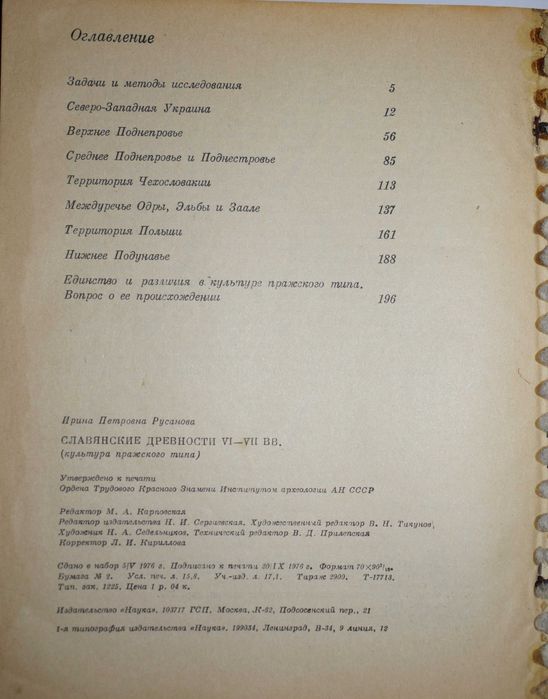 Оглавление
Задачи и методы исследования 5
Северо-Западная Украина 12
Верхнее Поднепровье 56
Среднее Поднепровье и Поднестровье 85
Территория Чехословакии 113
Междуречье Одры, Эльбы и Заале 137
Территория Польши 161
Нижнее Подунавье 188
Единство и различия в культуре пражского типа.
Вопрос о ее происхождении 196
Ирина Петровна Русанова
СЛАВЯНСКИЕ ДРЕВНОСТИ VI—VII ВВ.
(культура пражского типа)
Утверждено к печати
Ордена Трудового Красного Знамени Институтом археологии АН СССР
Редактор М. А. Карповская
Редактор издательства Н. И. Сергиевская. Художественный редактор В. Н. Тикунов,
Художник Н. А. Седельников, Технический редактор В. Д. Прилепская
Корректор Л. И. Кириллова
Сдано в набор 5/V 1976 г. Подписано к печати 20/IX 1976 г. Формат 70×90¹/₁₆.
Бумага № 2. Усл. печ. л. 15,8. Уч.-изд. л. 17,1. Тираж 2900. Т-17713.
Тип. зак. 1225. Цена 1 р. 04 к.
Издательство «Наука». 103717 ГСП, Москва, К-62, Подсосенский пер., 21
1-я типография издательства «Наука». 199034, Ленинград, В-34, 9 линия, 12